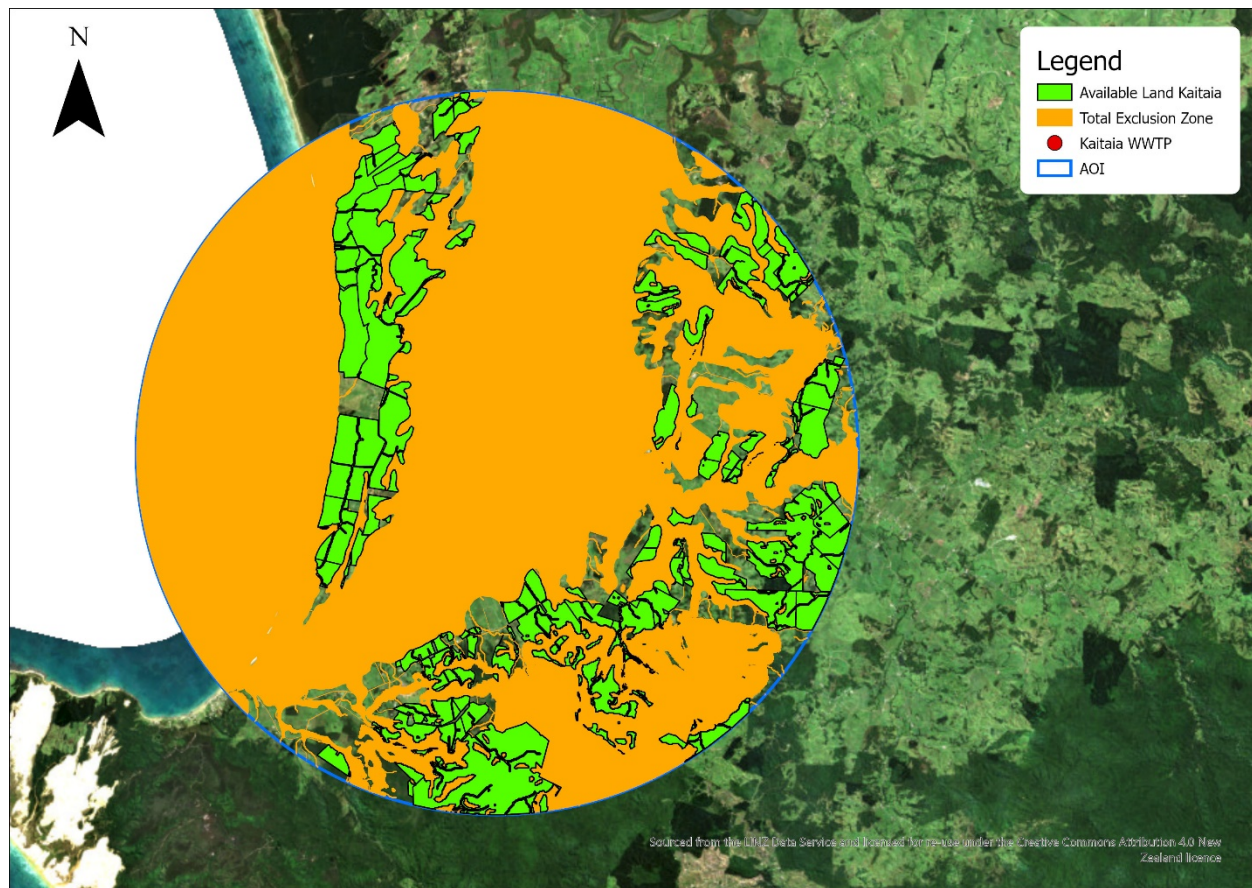 N
Legend
Available Land Kaitaia
Total Exclusion Zone
Kaitaia WWTP
AOI
Sourced from the LINZ Data Service and licensed for re-use under the Creative Commons Attribution 4.0 New
Zealand licence